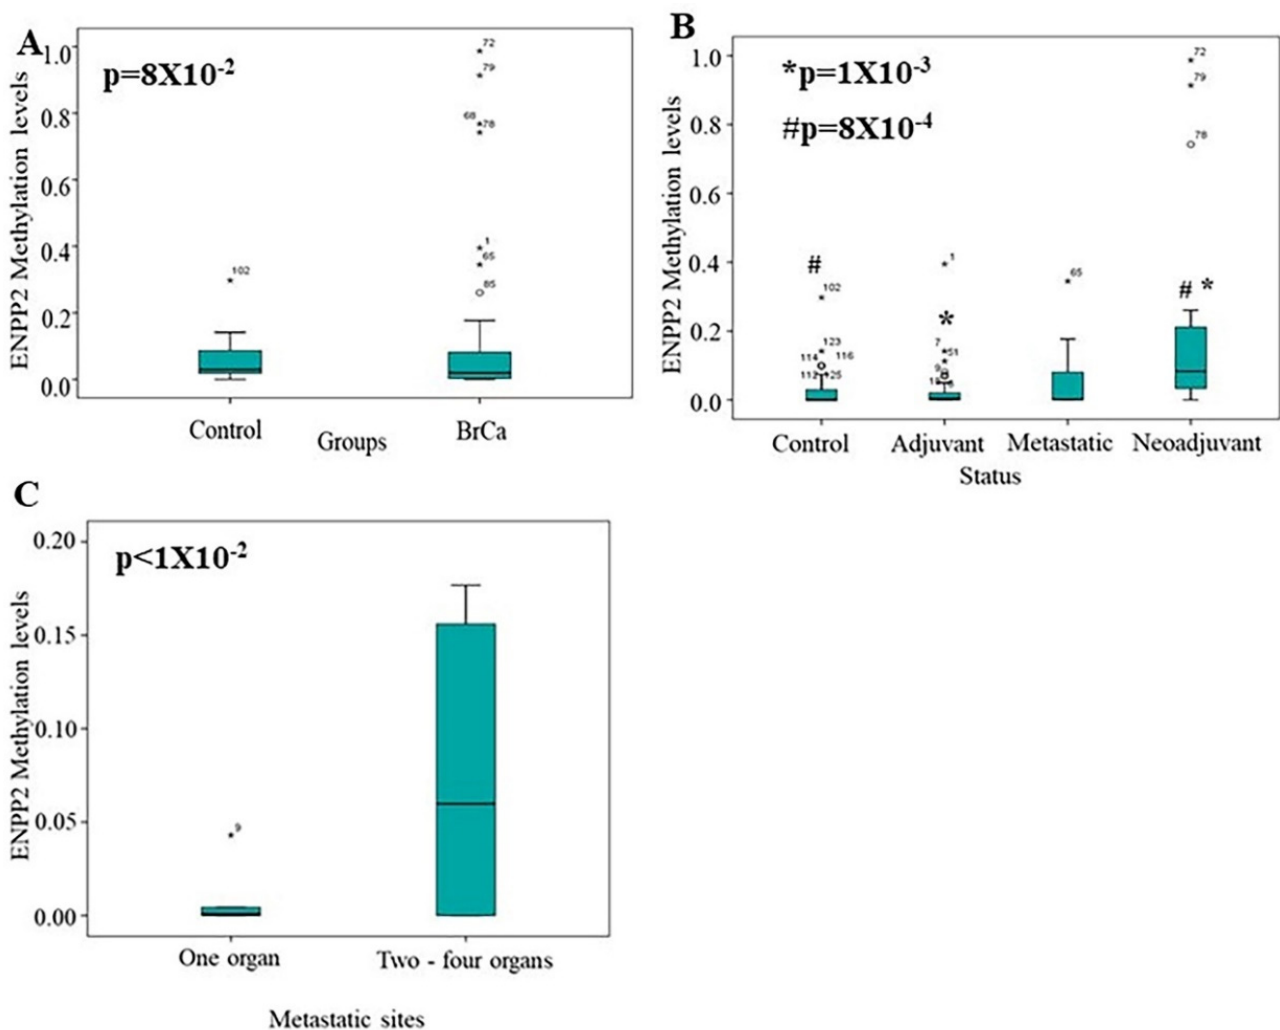 A
p=8X10-2
ENPP2 Methylation levels
1.0
0.8
0.6
0.4
0.2
0.0
72
79
68
78
1
65
85
102
Control
BrCa
Groups
B
*p=1X10-3
#p=8X10-4
ENPP2 Methylation levels
1.0
0.8
0.6
0.4
0.2
0.0
#
102
123
114
116
112
25
1
*
7
51
9
65
72
79
78
# *
Control Adjuvant Metastatic Neoadjuvant
Status
C
p<1X10-2
ENPP2 Methylation levels
0.20
0.15
0.10
0.05
0.00
9
One organ
Two - four organs
Metastatic sites